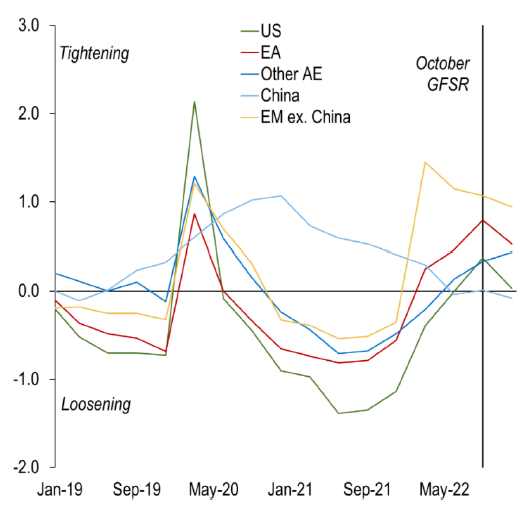 3.0
2.0
1.0
0.0
-1.0
-2.0
Tightening
US
EA
Other AE
China
EM ex. China
October
GFSR
Loosening
Jan-19
Sep-19
May-20
Jan-21
Sep-21
May-22